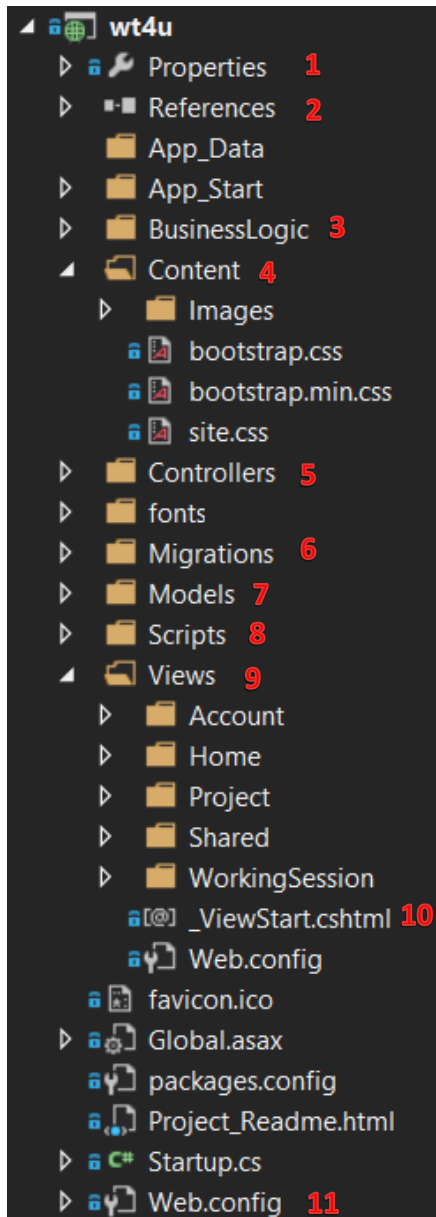 wt4u
Properties 1
References 2
App_Data
App_Start
BusinessLogic 3
Content 4
Images
bootstrap.css
bootstrap.min.css
site.css
Controllers 5
fonts
Migrations 6
Models 7
Scripts 8
Views 9
Account
Home
Project
Shared
WorkingSession
[@] _ViewStart.cshtml 10
Web.config
favicon.ico
Global.asax
packages.config
Project_Readme.html
C# Startup.cs
Web.config 11